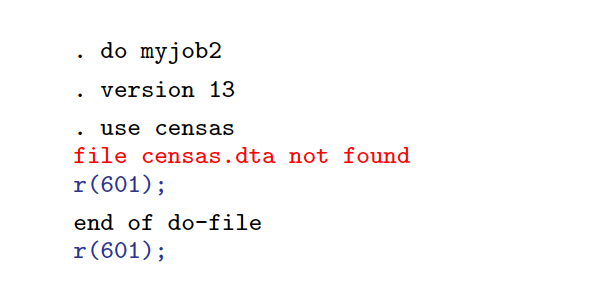 . do myjob2
. version 13
. use censas
file censas.dta not found
r(601);
end of do-file
r(601);